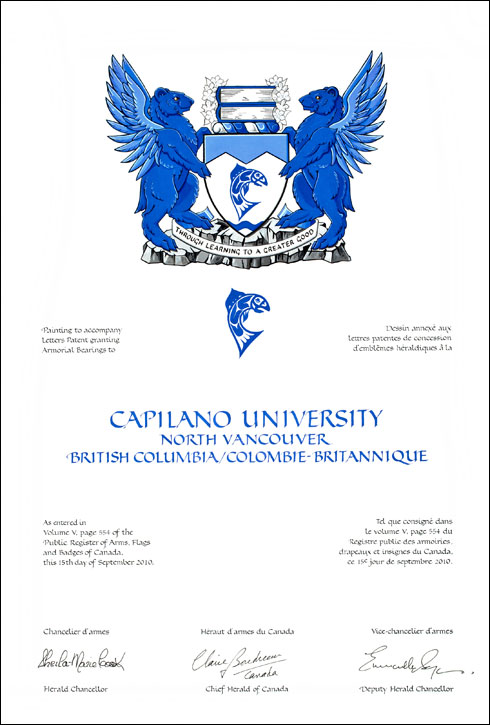 THROUGH LEARNING TO A GREATER GOOD
Painting to accompany
Letters Patent granting
Armorial Bearings to
Dessin annexé aux
lettres patentes de concession
d'emblèmes héraldiques à la
CAPILANO UNIVERSITY
NORTH VANCOUVER
BRITISH COLUMBIA/COLOMBIE-BRITANNIQUE
As entered in
Volume V, page 554 of the
Public Register of Arms, Flags
and Badges of Canada,
this 15th day of September 2010.
Tel que consigné dans
le volume V, page 554 du
Registre public des armoiries,
drapeaux et insignes du Canada,
ce 15e jour de septembre 2010.
Chancelier d'armes
Héraut d'armes du Canada
Vice-chancelier d'armes
Claire Boudreau
Canada
Herald Chancellor
Chief Herald of Canada
Deputy Herald Chancellor